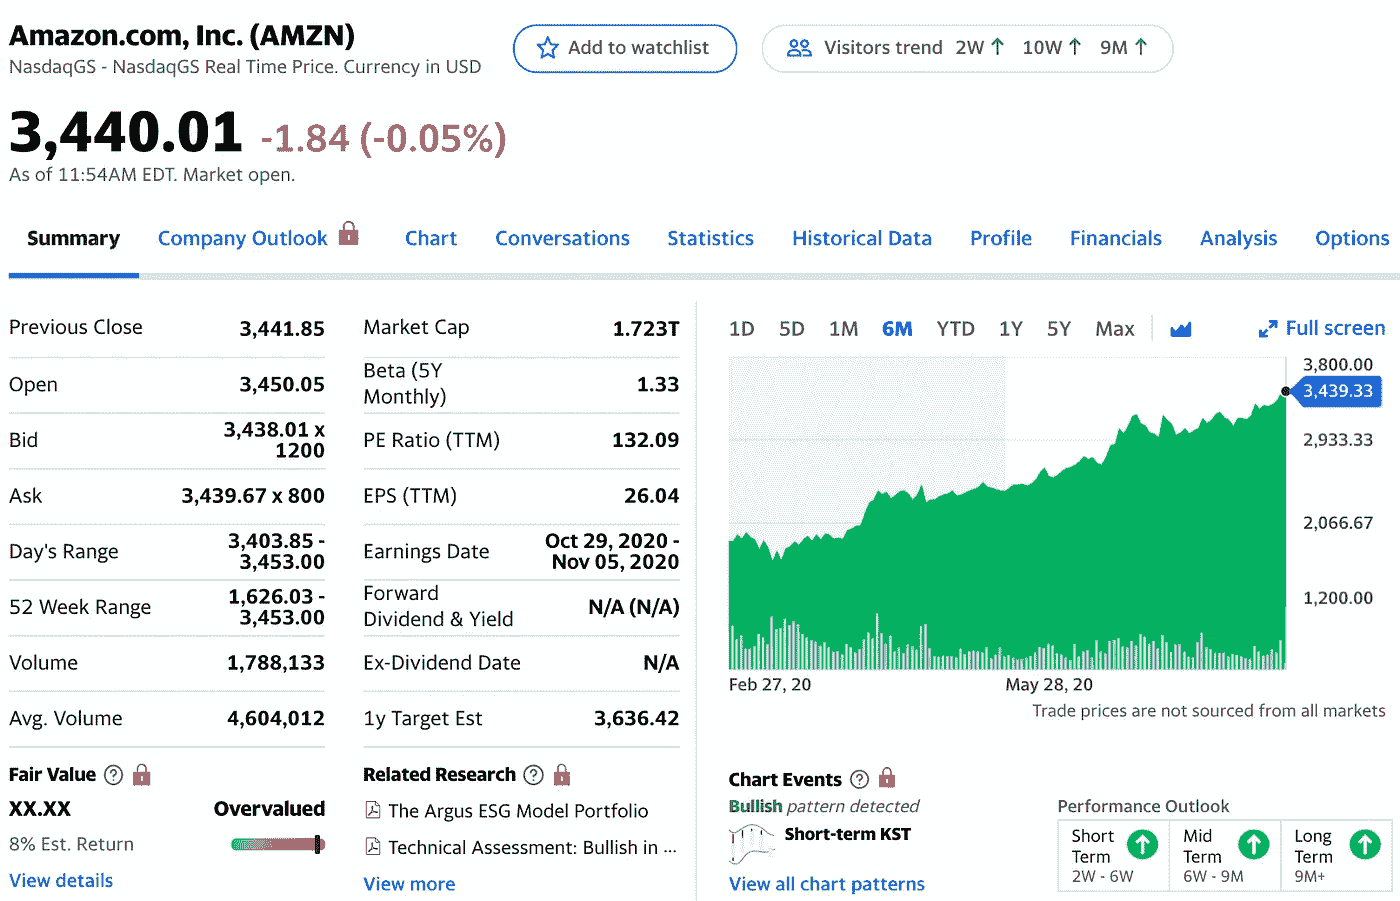 Amazon.com, Inc. (AMZN)
NasdaqGS - NasdaqGS Real Time Price. Currency in USD
Add to watchlist
Visitors trend 2W↑ 10W↑ 9M↑
3,440.01 -1.84 (-0.05%)
As of 11:54AM EDT. Market open.
Summary Company Outlook Chart Conversations Statistics Historical Data Profile Financials Analysis Options
Previous Close 3,441.85
Open 3,450.05
Bid 3,438.01 x
1200
Ask 3,439.67 x 800
Day's Range 3,403.85 -
3,453.00
52 Week Range 1,626.03 -
3,453.00
Volume 1,788,133
Avg. Volume 4,604,012
Market Cap 1.723T
Beta (5Y
Monthly) 1.33
PE Ratio (TTM) 132.09
EPS (TTM) 26.04
Earnings Date Oct 29, 2020 -
Nov 05, 2020
Forward
Dividend & Yield N/A (N/A)
Ex-Dividend Date N/A
1y Target Est 3,636.42
1D 5D 1M 6M YTD 1Y 5Y Max Full screen
3,800.00
3,439.33
2,933.33
2,066.67
1,200.00
Feb 27, 20 May 28, 20
Trade prices are not sourced from all markets
Fair Value
XX.XX Overvalued
8% Est. Return
View details
Related Research
The Argus ESG Model Portfolio
Technical Assessment: Bullish in ...
View more
Chart Events
Bullish pattern detected
Short-term KST
View all chart patterns
Performance Outlook
Short
Term
2W - 6W
Mid
Term
6W - 9M
Long
Term
9M+